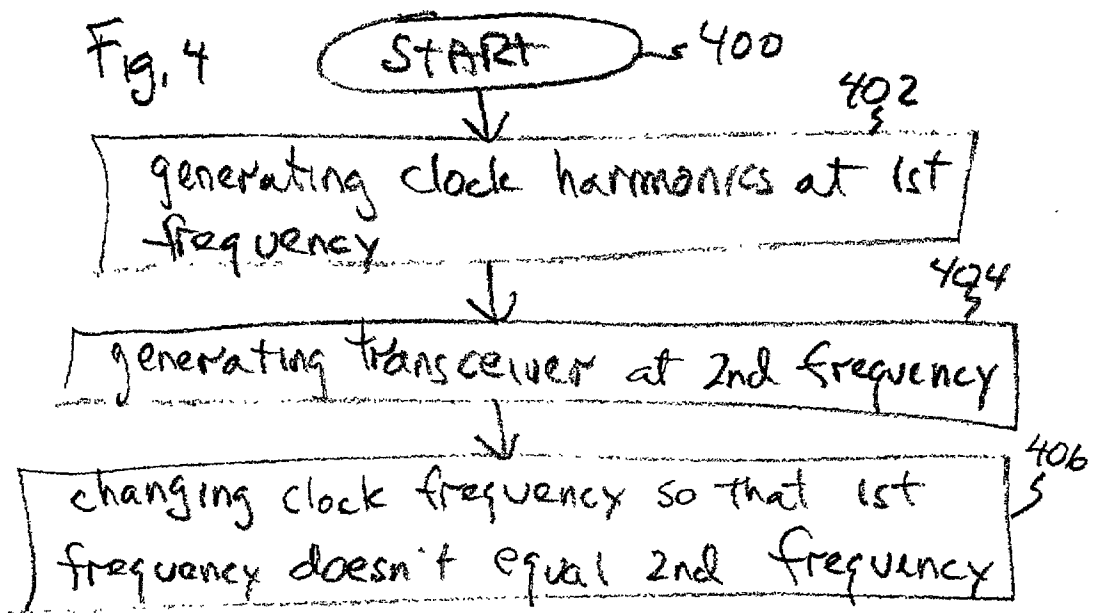 Fig. 4
START
400
402
generating clock harmonics at 1st
frequency
404
generating transceiver at 2nd frequency
406
changing clock frequency so that 1st
frequency doesn't equal 2nd frequency